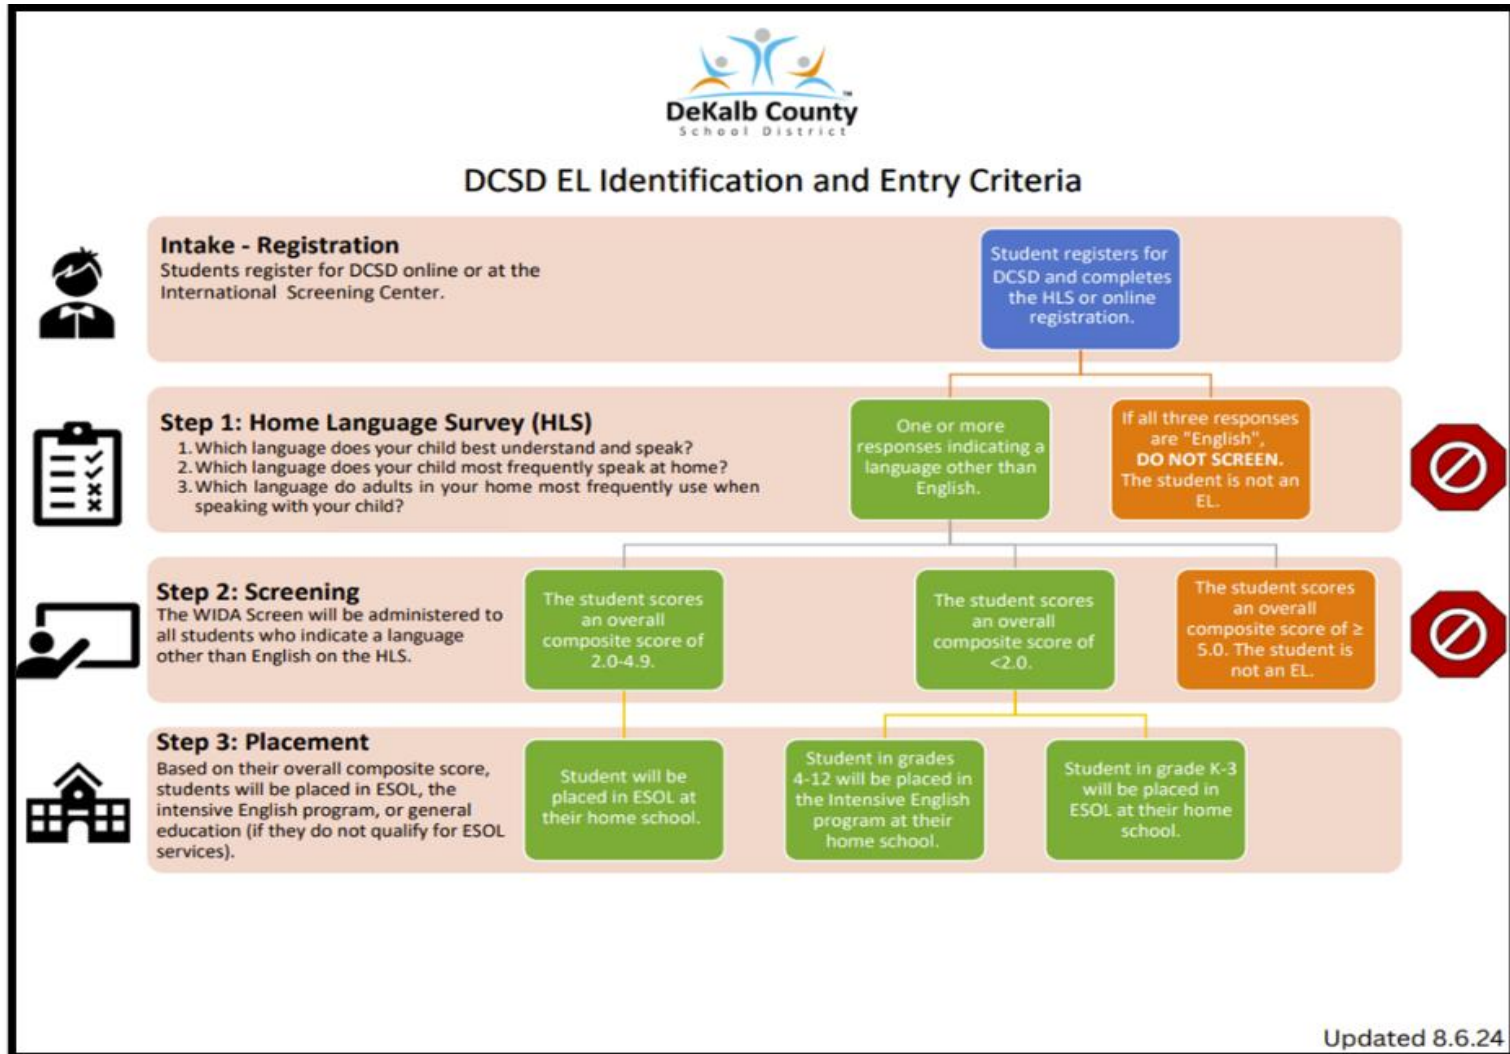 DeKalb County
School District
DCSD EL Identification and Entry Criteria
Intake - Registration
Students register for DCSD online or at the
International Screening Center.
Student registers for
DCSD and completes
the HLS or online
registration.
Step 1: Home Language Survey (HLS)
1. Which language does your child best understand and speak?
2. Which language does your child most frequently speak at home?
3. Which language do adults in your home most frequently use when
speaking with your child?
One or more
responses indicating a
language other than
English.
If all three responses
are "English",
DO NOT SCREEN.
The student is not an
EL.
Step 2: Screening
The WIDA Screen will be administered to
all students who indicate a language
other than English on the HLS.
The student scores
an overall
composite score of
2.0-4.9.
The student scores
an overall
composite score of
<2.0.
The student scores
an overall
composite score of ≥
5.0. The student is
not an EL.
Step 3: Placement
Based on their overall composite score,
students will be placed in ESOL, the
intensive English program, or general
education (if they do not qualify for ESOL
services).
Student will be
placed in ESOL at
their home school.
Student in grades
4-12 will be placed in
the Intensive English
program at their
home school.
Student in grade K-3
will be placed in
ESOL at their home
school.
Updated 8.6.24